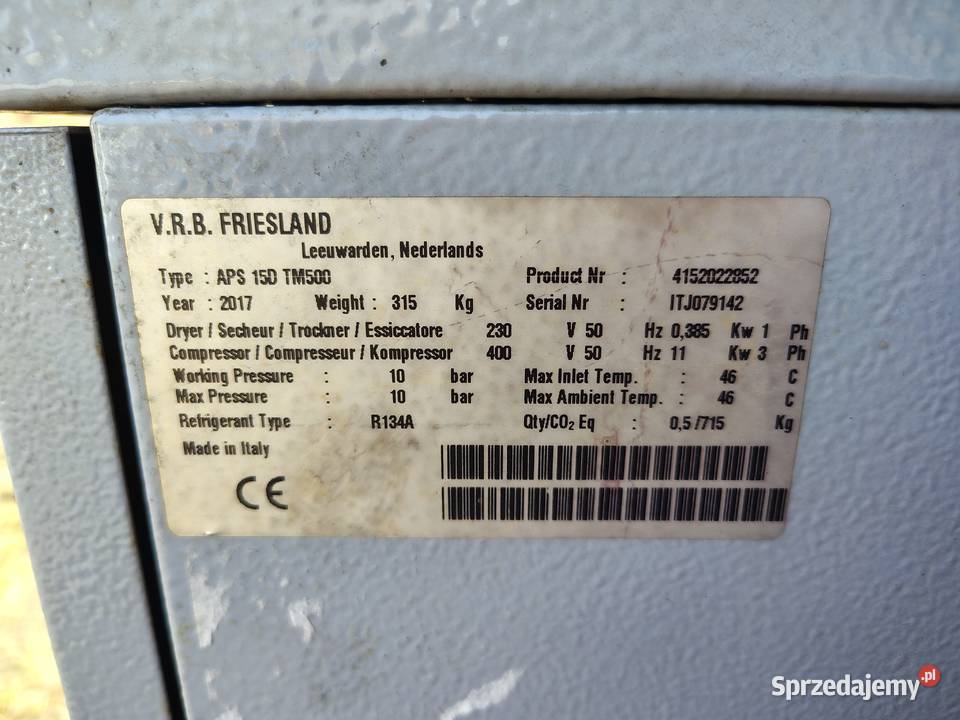 V.R.B. FRIESLAND
Leeuwarden, Nederlands
Type : APS 15D TM500 Product Nr : 4152022852
Year : 2017 Weight : 315 Kg Serial Nr : ITJ079142
Dryer / Secheur / Trockner / Essiccatore 230 V 50 Hz 0,385 Kw 1 Ph
Compressor / Compresseur / Kompressor 400 V 50 Hz 11 Kw 3 Ph
Working Pressure : 10 bar Max Inlet Temp. : 46 C
Max Pressure : 10 bar Max Ambient Temp. : 46 C
Refrigerant Type : R134A Qty/CO₂ Eq : 0,5 /715 Kg
Made in Italy
CE
Sprzedajemy.pl